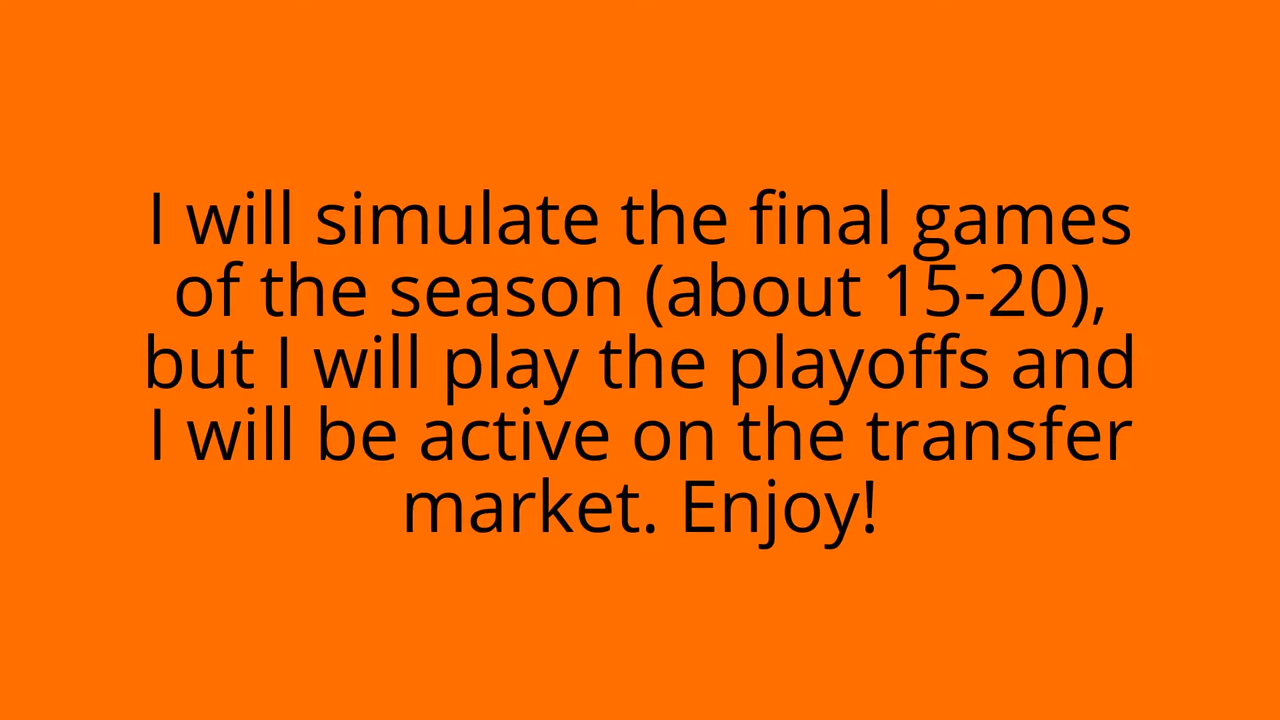 I will simulate the final games
of the season (about 15-20),
but I will play the playoffs and
I will be active on the transfer
market. Enjoy!